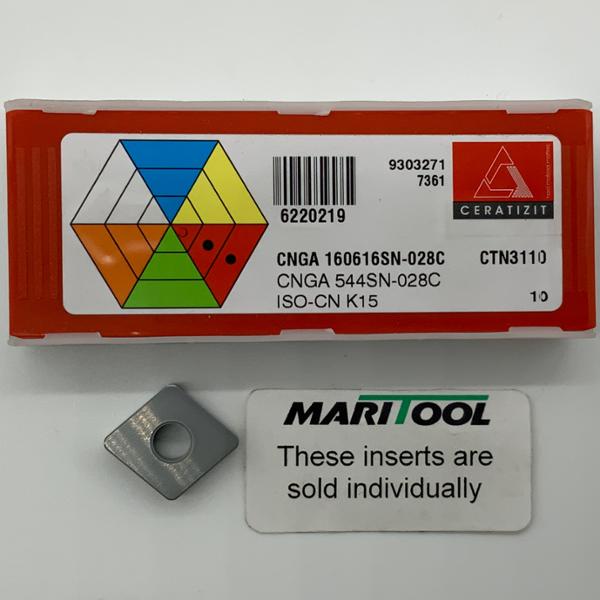 9303271
7361
6220219
CERATIZIT
CNGA 160616SN-028C CTN3110
CNGA 544SN-028C
ISO-CN K15
10
MARITOOL
These inserts are
sold individually